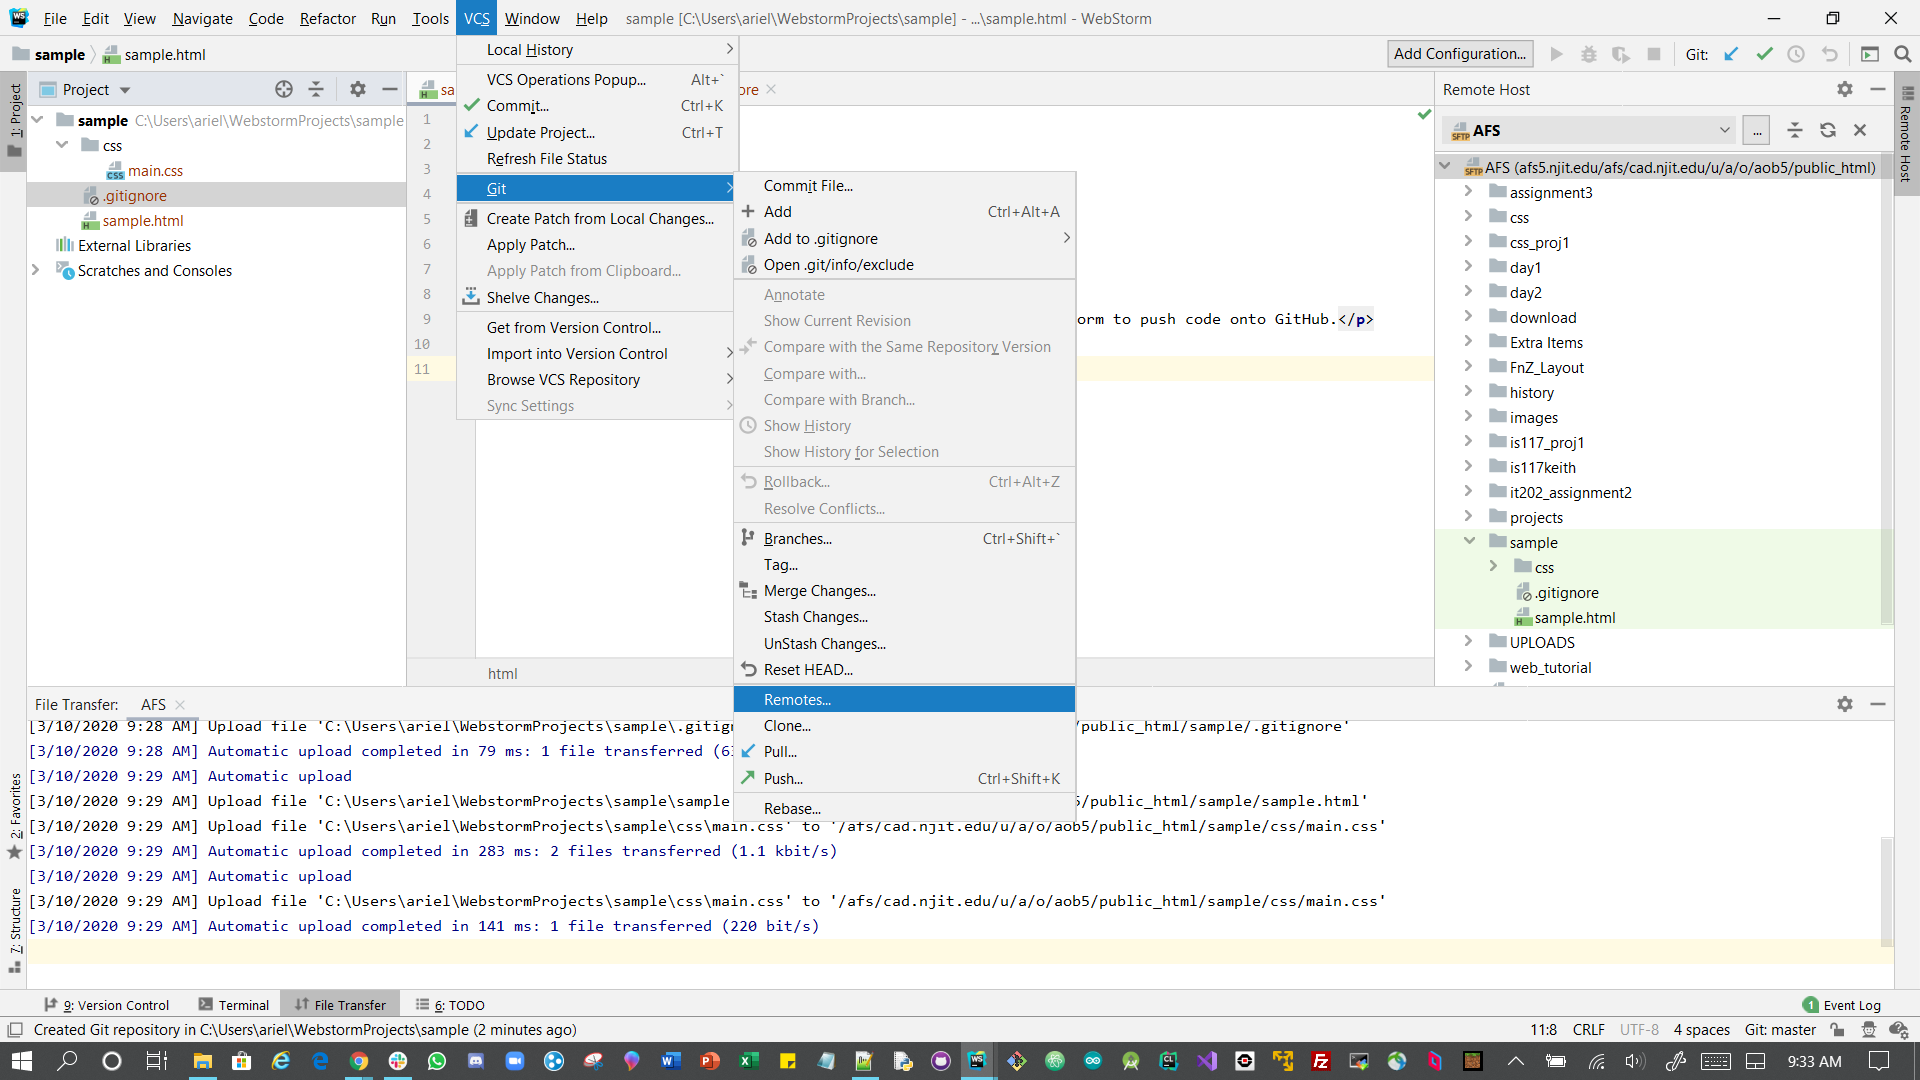 File Edit View Navigate Code Refactor Run Tools VCS Window Help sample [C:\Users\ariel\WebstormProjects\sample] - ...\sample.html - WebStorm
sample sample.html
Add Configuration... Git:
1: Project
Project
sample C:\Users\ariel\WebstormProjects\sample
css
main.css
.gitignore
sample.html
External Libraries
Scratches and Consoles
Local History
VCS Operations Popup... Alt+`
Commit... Ctrl+K
Update Project... Ctrl+T
Refresh File Status
Git
Create Patch from Local Changes...
Apply Patch...
Apply Patch from Clipboard...
Shelve Changes...
Get from Version Control...
Import into Version Control
Browse VCS Repository
Sync Settings
Commit File...
Add Ctrl+Alt+A
Add to .gitignore
Open .git/info/exclude
Annotate
Show Current Revision
Compare with the Same Repository Version
Compare with...
Compare with Branch...
Show History
Show History for Selection
Rollback... Ctrl+Alt+Z
Resolve Conflicts...
Branches... Ctrl+Shift+`
Tag...
Merge Changes...
Stash Changes...
UnStash Changes...
Reset HEAD...
Remotes...
Clone...
Pull...
Push... Ctrl+Shift+K
Rebase...
sa
ore
1
2
3
4
5
6
7
8
9
10
11
orm to push code onto GitHub.</p>
html
Remote Host
AFS
...
AFS (afs5.njit.edu/afs/cad.njit.edu/u/a/o/aob5/public_html)
assignment3
css
css_proj1
day1
day2
download
Extra Items
FnZ_Layout
history
images
is117_proj1
is117keith
it202_assignment2
projects
sample
css
.gitignore
sample.html
UPLOADS
web_tutorial
Remote Host
File Transfer: AFS
[3/10/2020 9:28 AM] Upload file 'C:\Users\ariel\WebstormProjects\sample\.gitig /public_html/sample/.gitignore'
[3/10/2020 9:28 AM] Automatic upload completed in 79 ms: 1 file transferred (6
[3/10/2020 9:29 AM] Automatic upload
[3/10/2020 9:29 AM] Upload file 'C:\Users\ariel\WebstormProjects\sample\sample 5/public_html/sample/sample.html'
[3/10/2020 9:29 AM] Upload file 'C:\Users\ariel\WebstormProjects\sample\css\main.css' to '/afs/cad.njit.edu/u/a/o/aob5/public_html/sample/css/main.css'
[3/10/2020 9:29 AM] Automatic upload completed in 283 ms: 2 files transferred (1.1 kbit/s)
[3/10/2020 9:29 AM] Automatic upload
[3/10/2020 9:29 AM] Upload file 'C:\Users\ariel\WebstormProjects\sample\css\main.css' to '/afs/cad.njit.edu/u/a/o/aob5/public_html/sample/css/main.css'
[3/10/2020 9:29 AM] Automatic upload completed in 141 ms: 1 file transferred (220 bit/s)
2: Favorites
7: Structure
9: Version Control Terminal File Transfer 6: TODO 1 Event Log
Created Git repository in C:\Users\ariel\WebstormProjects\sample (2 minutes ago) 11:8 CRLF UTF-8 4 spaces Git: master
9:33 AM